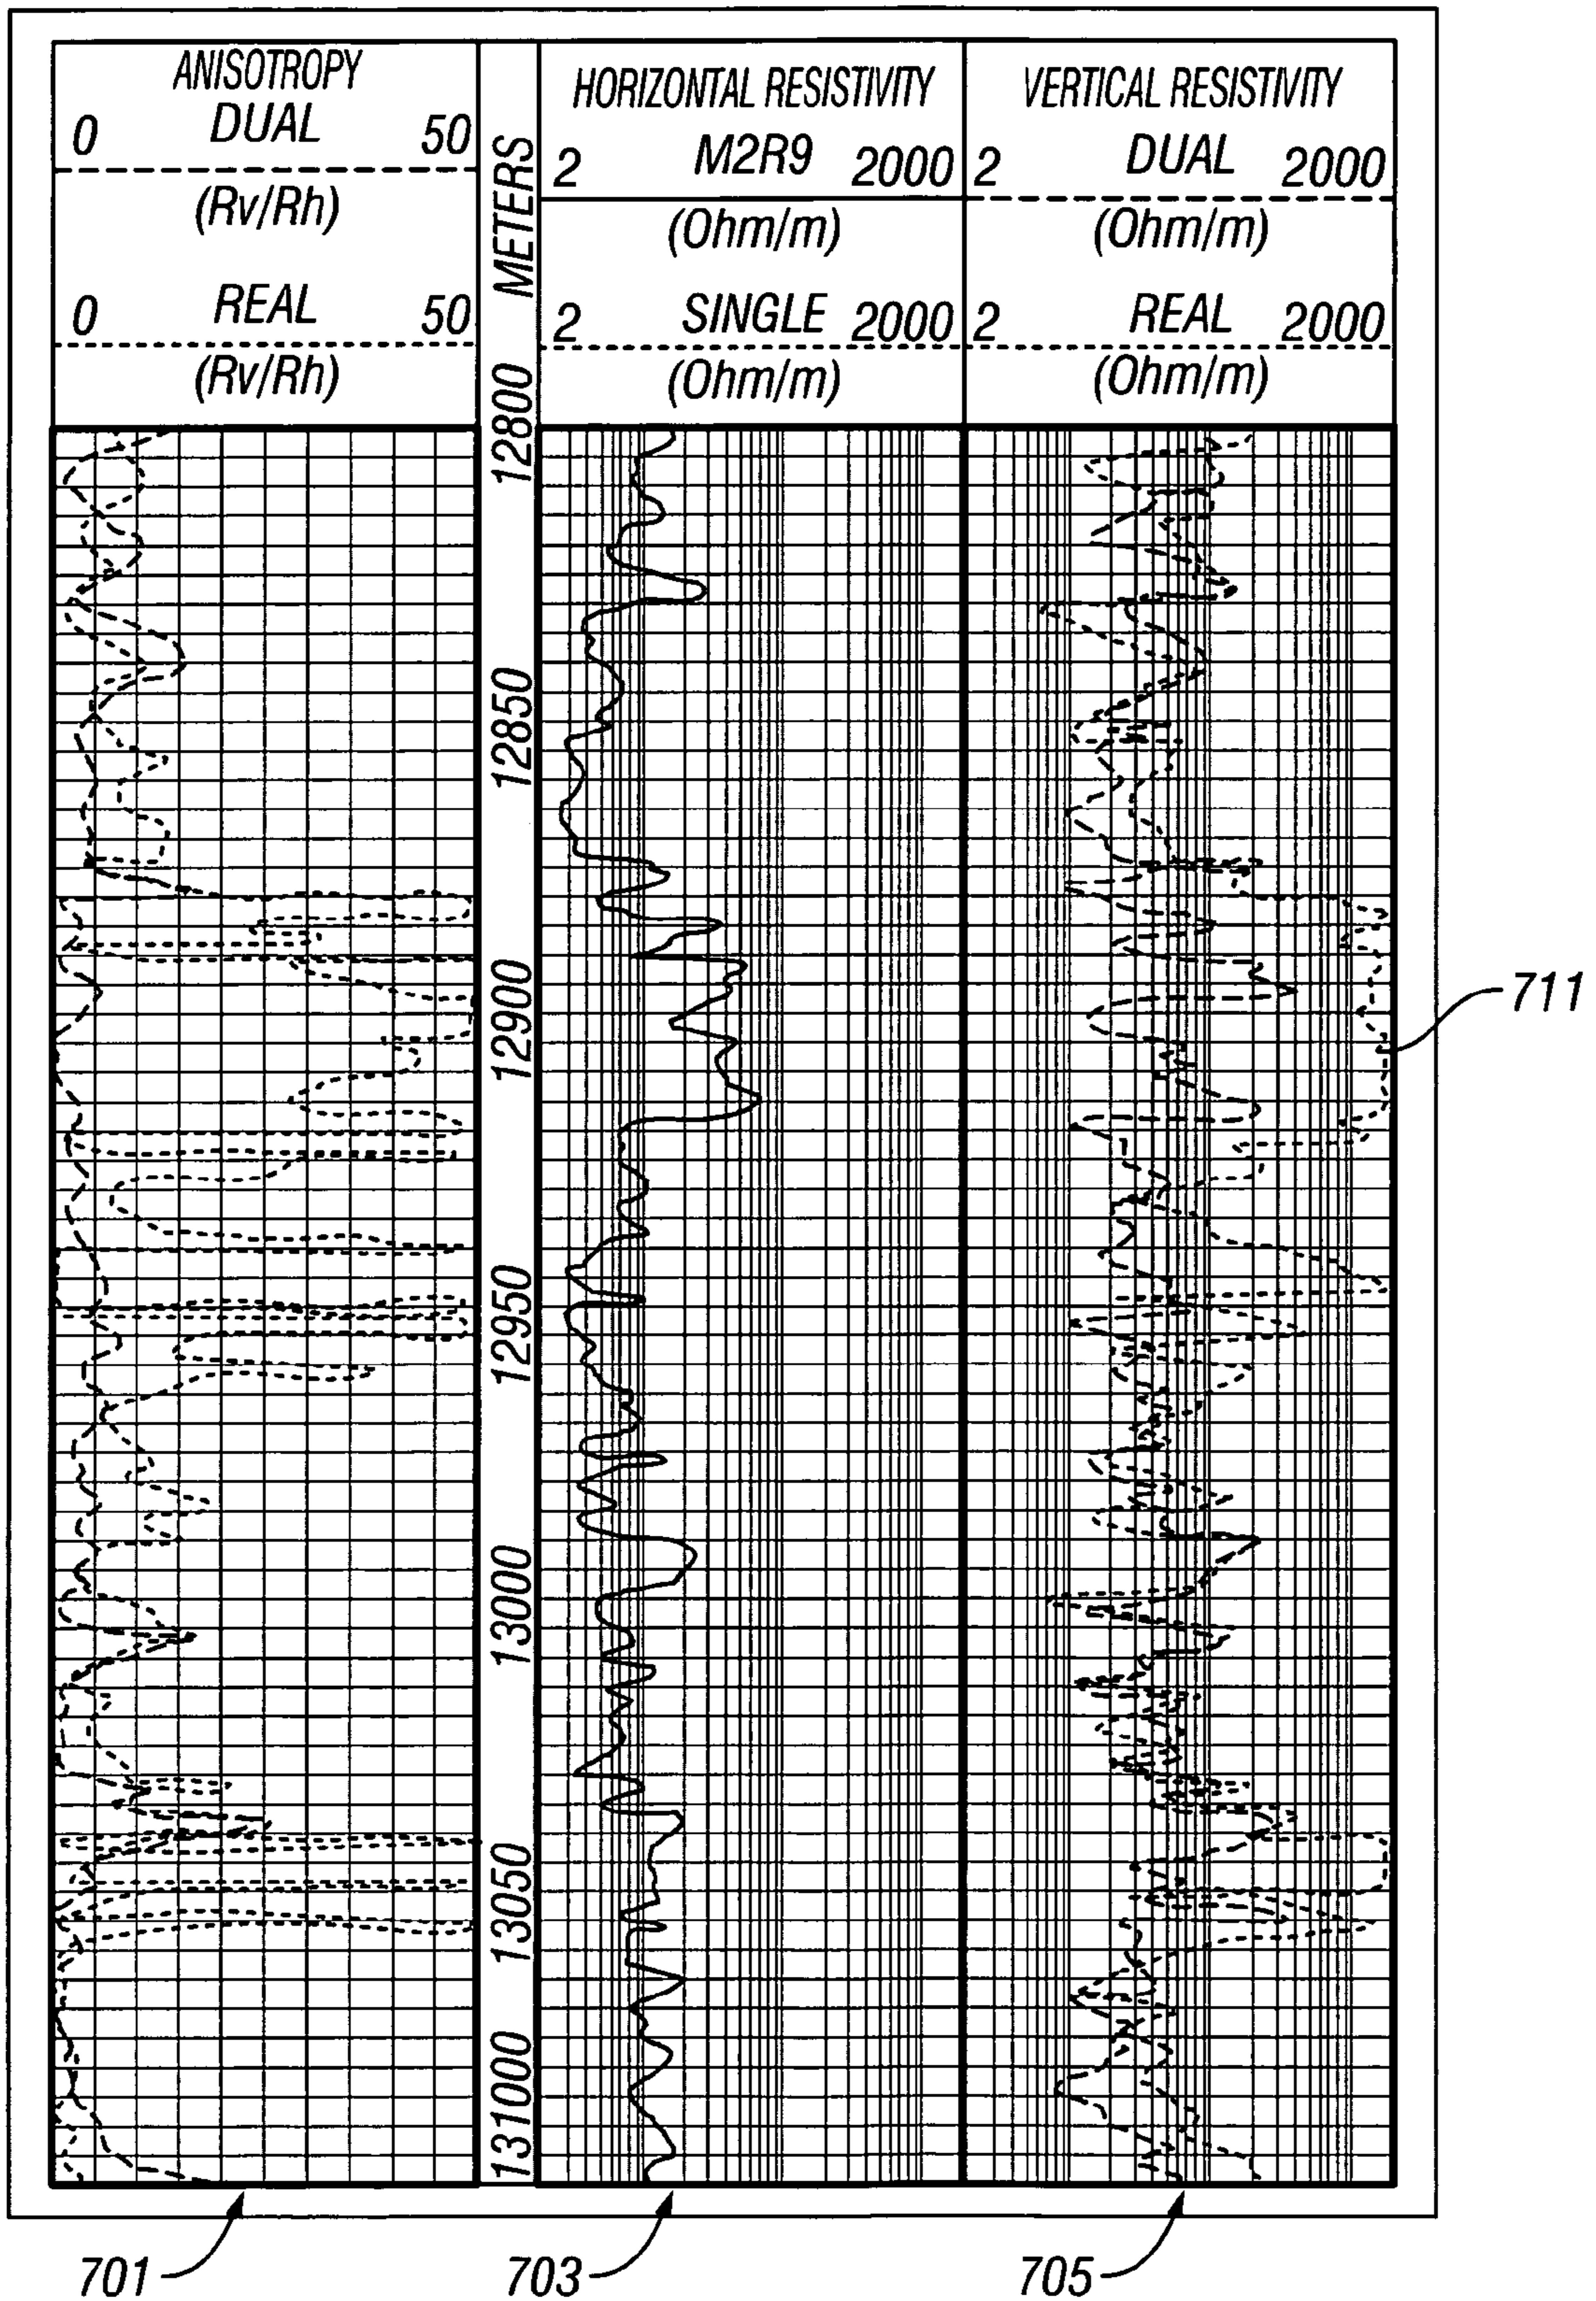 ANISOTROPY
0 DUAL 50
(Rv/Rh)
0 REAL 50
(Rv/Rh)
METERS
HORIZONTAL RESISTIVITY
2 M2R9 2000
(Ohm/m)
2 SINGLE 2000
(Ohm/m)
VERTICAL RESISTIVITY
2 DUAL 2000
(Ohm/m)
2 REAL 2000
(Ohm/m)
12800
12850
12900
12950
13000
13050
131000
711
701
703
705